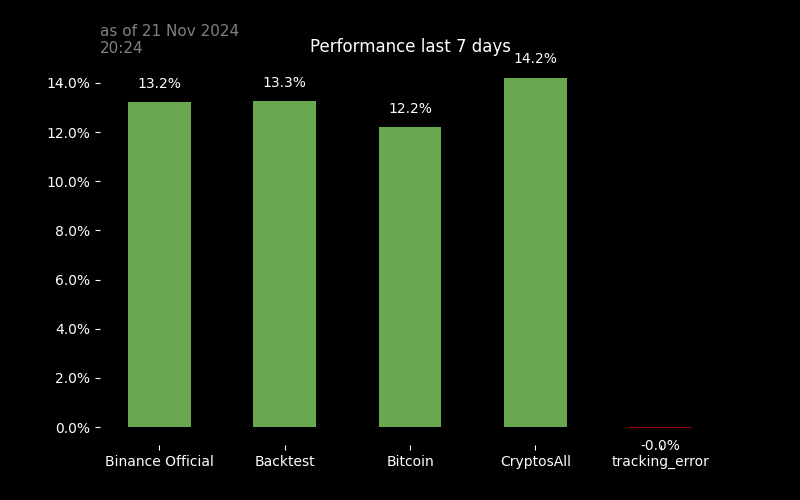 as of 21 Nov 2024
20:24
Performance last 7 days
14.2%
13.2%
13.3%
12.2%
14.0%
12.0%
10.0%
8.0%
6.0%
4.0%
2.0%
0.0%
-0.0%
Binance Official
Backtest
Bitcoin
CryptosAll
tracking_error